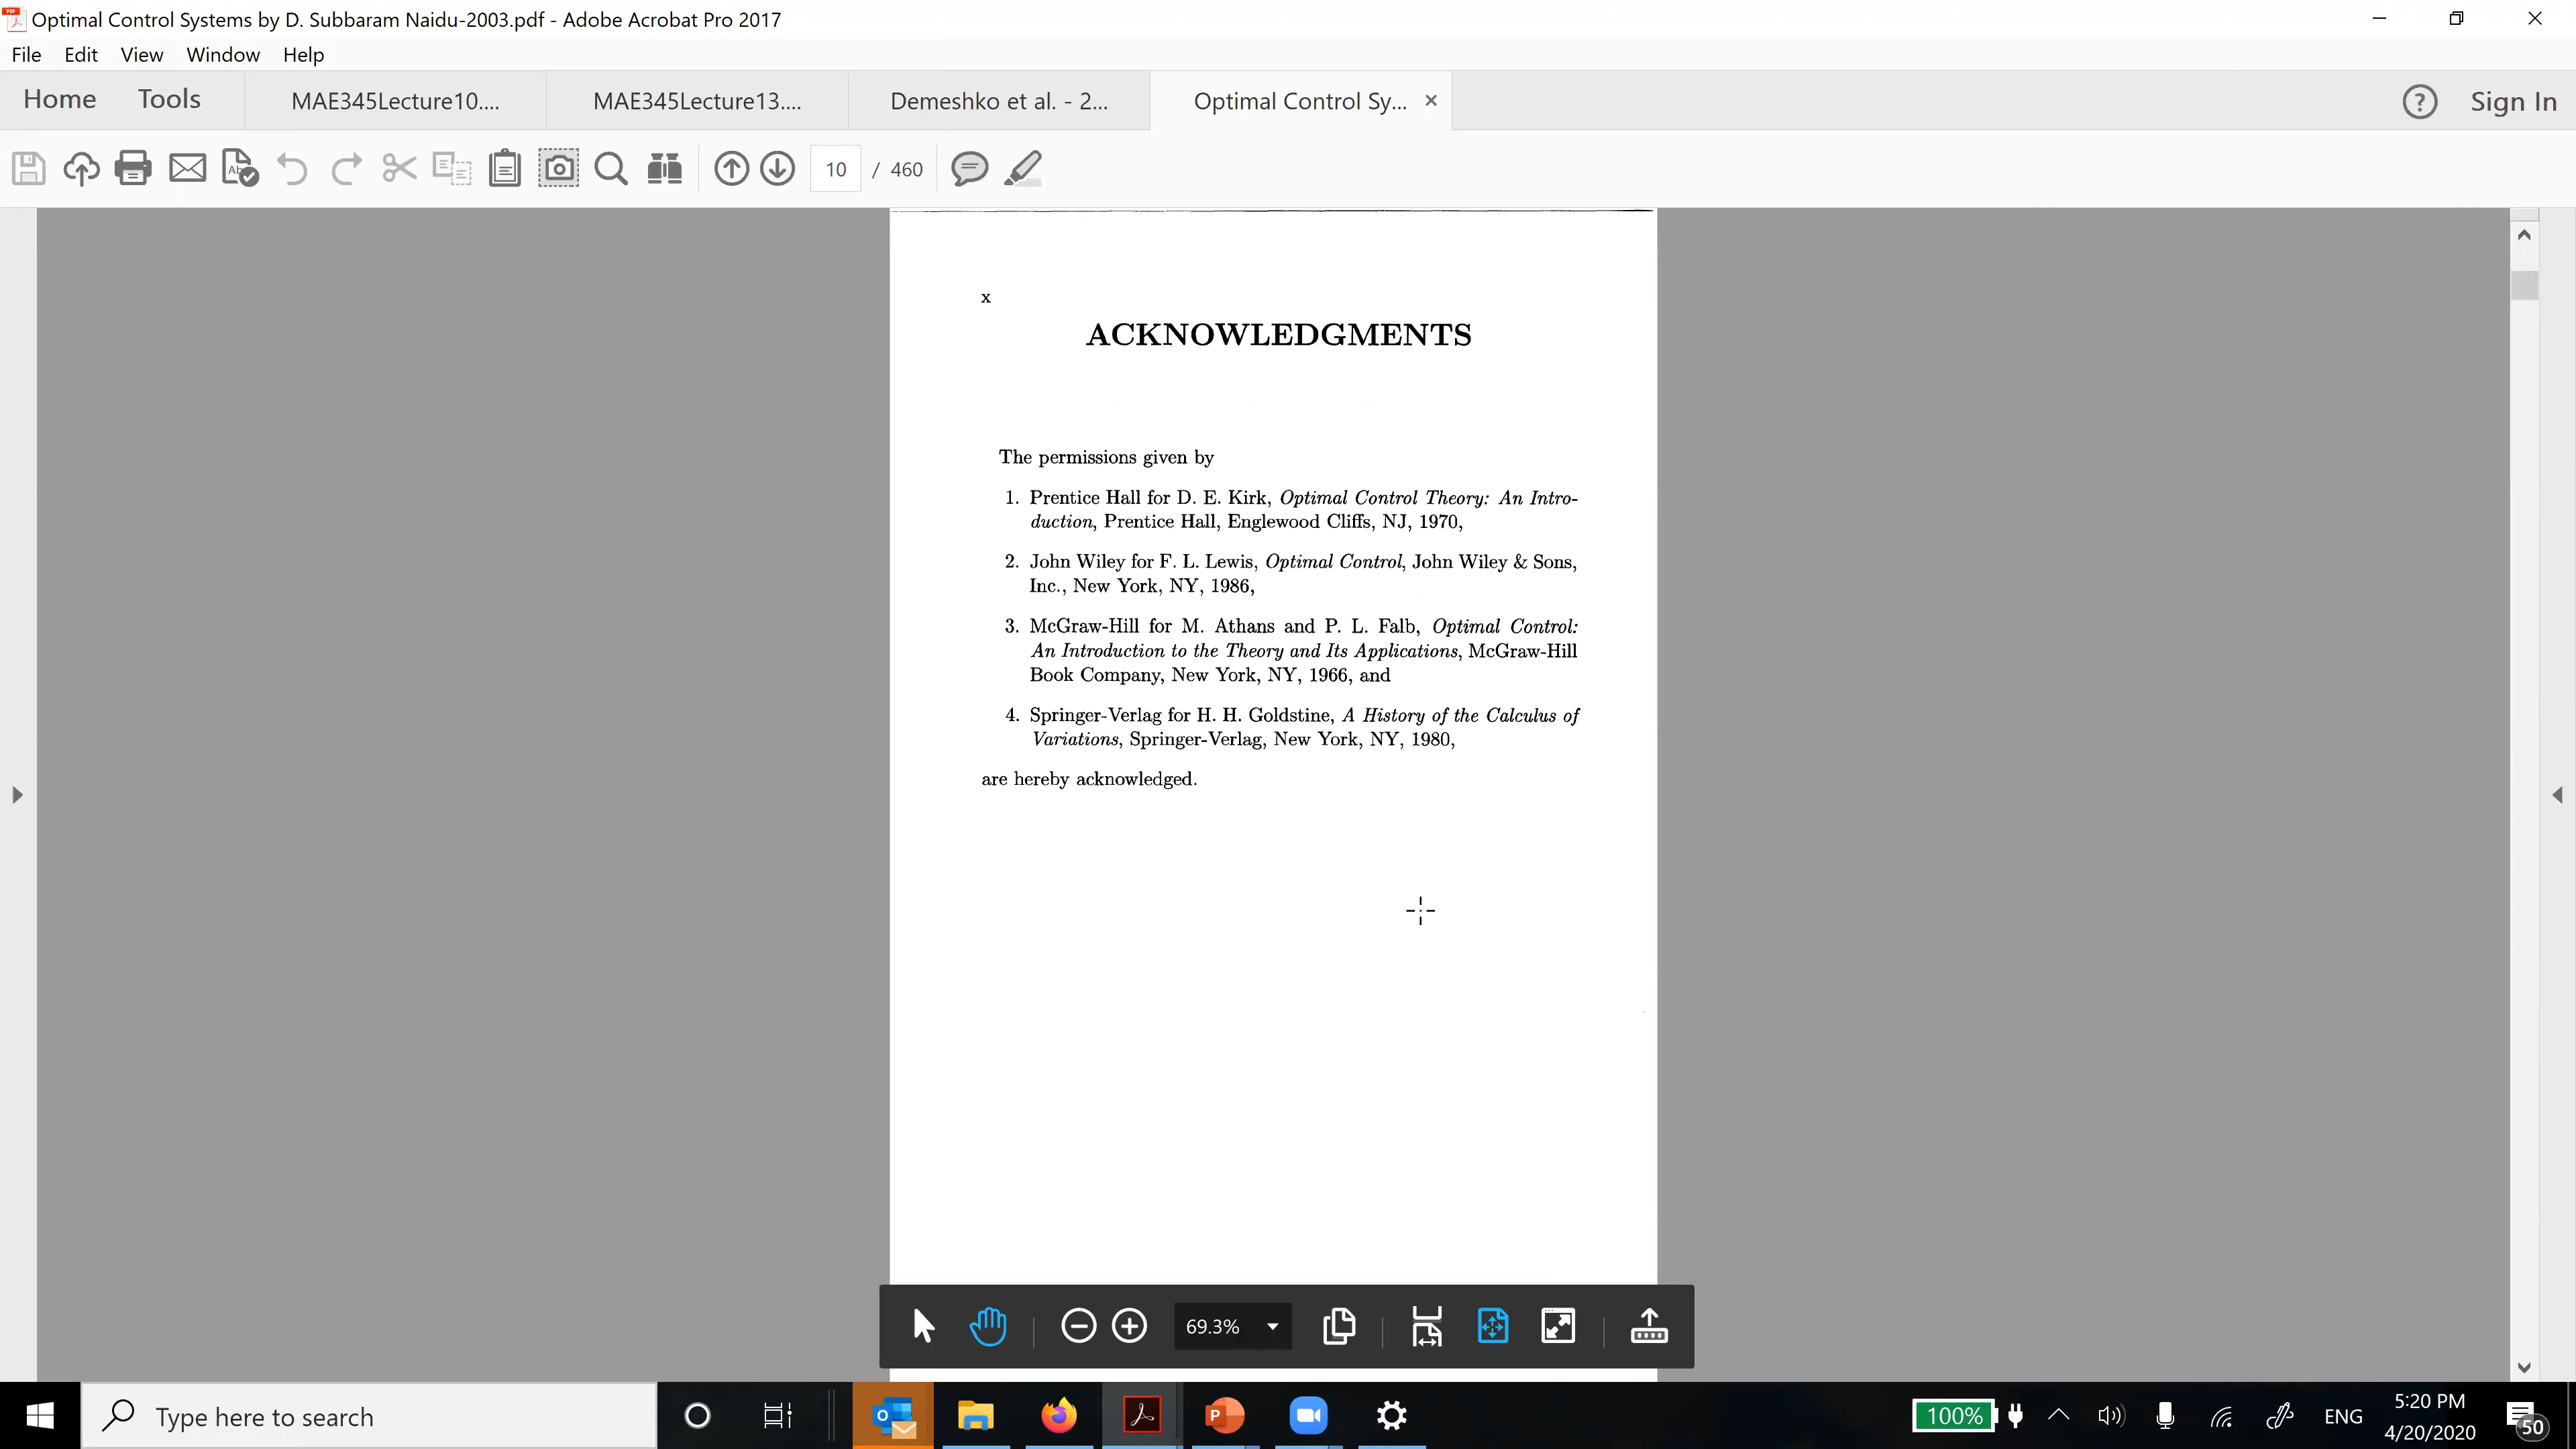 Optimal Control Systems by D. Subbaram Naidu-2003.pdf - Adobe Acrobat Pro 2017
File Edit View Window Help
Home Tools MAE345Lecture10.... MAE345Lecture13.... Demeshko et al. - 2... Optimal Control Sy... Sign In
10 / 460
x
ACKNOWLEDGMENTS
The permissions given by
1. Prentice Hall for D. E. Kirk, Optimal Control Theory: An Intro-
duction, Prentice Hall, Englewood Cliffs, NJ, 1970,
2. John Wiley for F. L. Lewis, Optimal Control, John Wiley & Sons,
Inc., New York, NY, 1986,
3. McGraw-Hill for M. Athans and P. L. Falb, Optimal Control:
An Introduction to the Theory and Its Applications, McGraw-Hill
Book Company, New York, NY, 1966, and
4. Springer-Verlag for H. H. Goldstine, A History of the Calculus of
Variations, Springer-Verlag, New York, NY, 1980,
are hereby acknowledged.
69.3%
Type here to search
100%
ENG
5:20 PM
4/20/2020
50